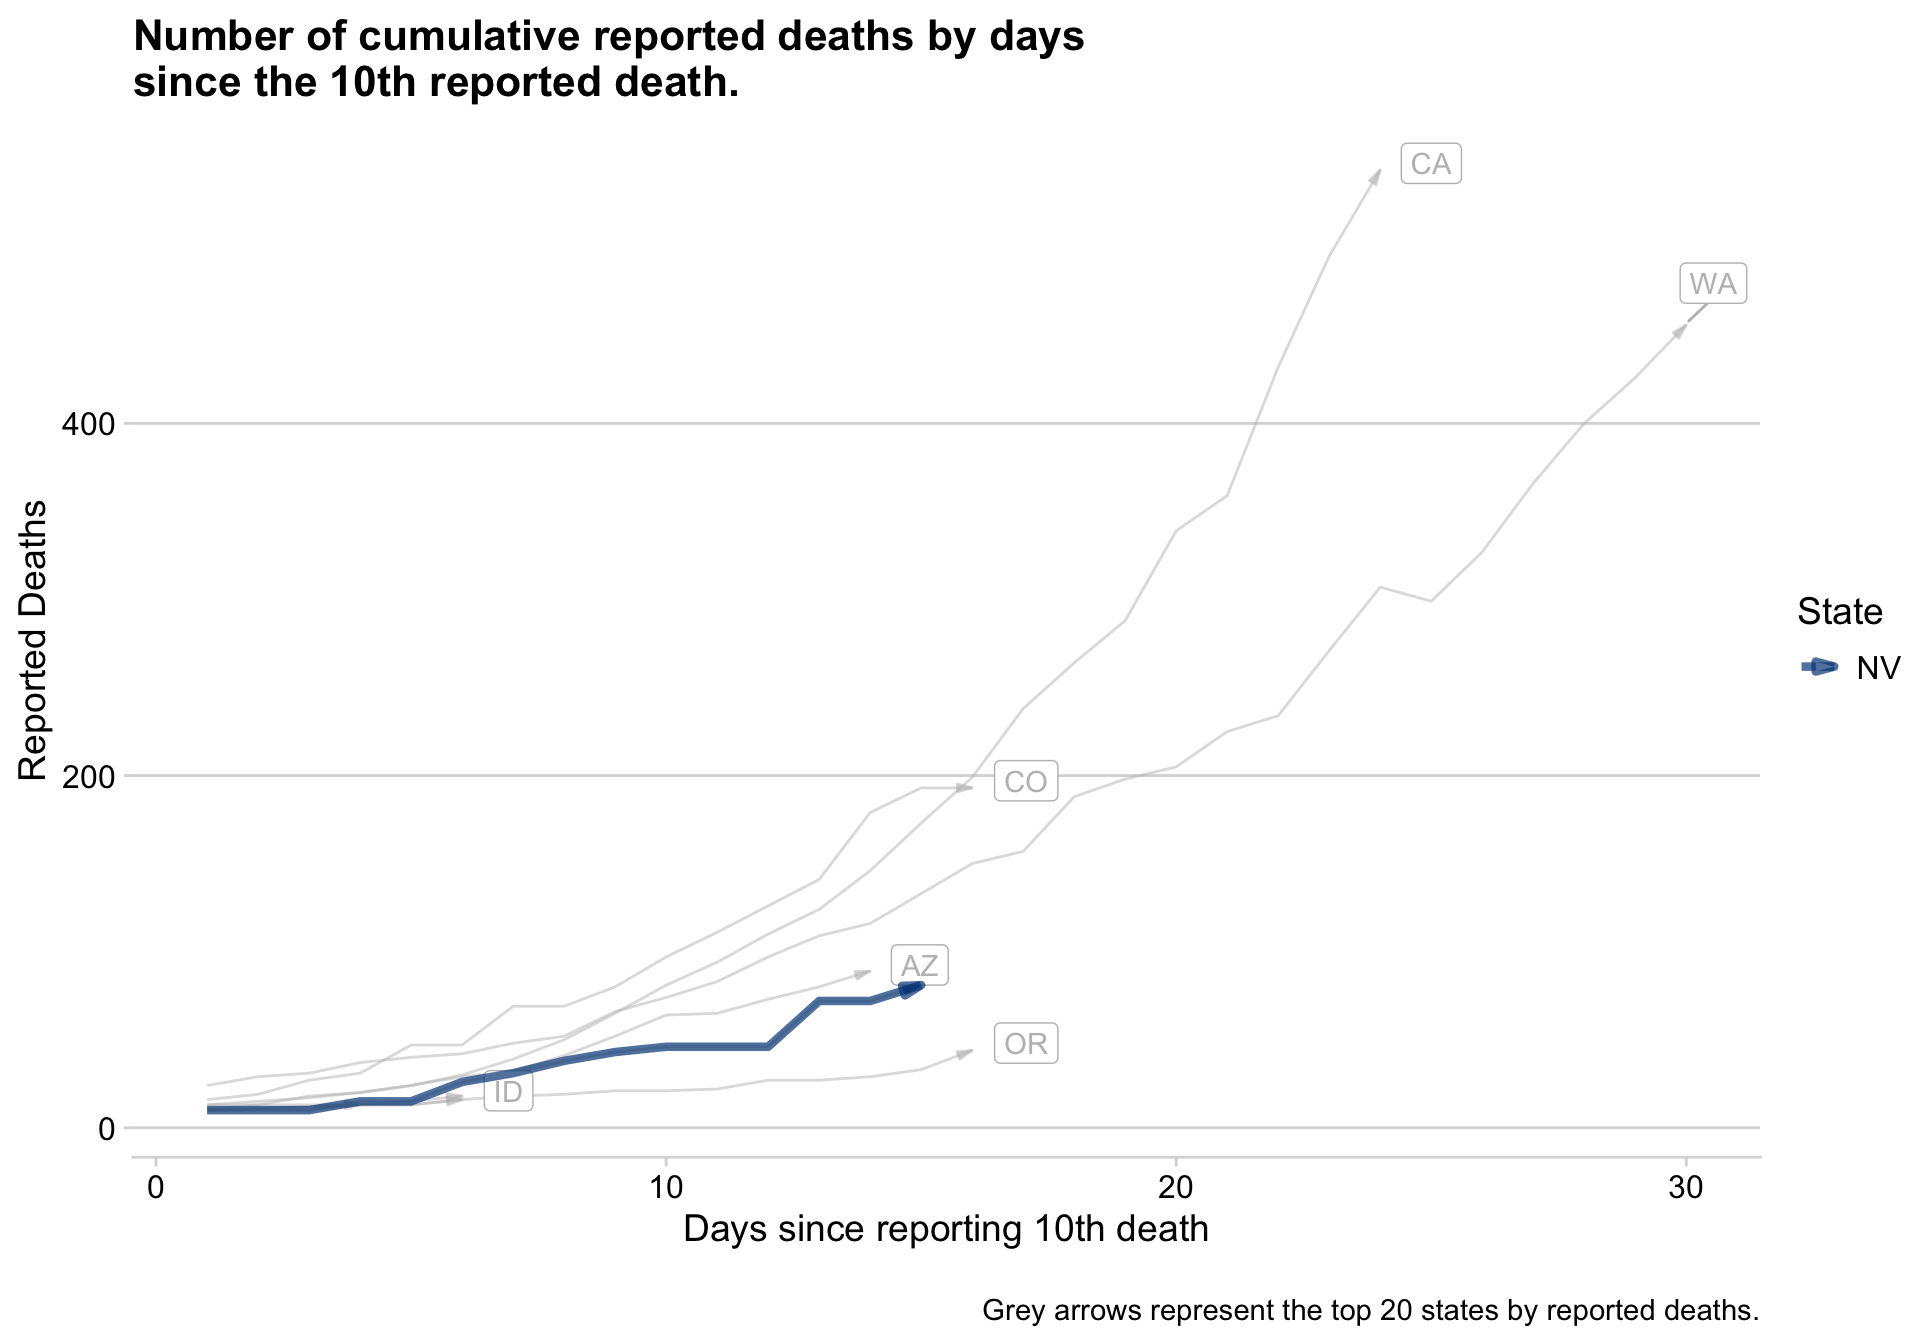 Number of cumulative reported deaths by days
since the 10th reported death.
CA
WA
400
Reported Deaths
State
NV
CO
200
AZ
OR
ID
0
0 10 20 30
Days since reporting 10th death
Grey arrows represent the top 20 states by reported deaths.